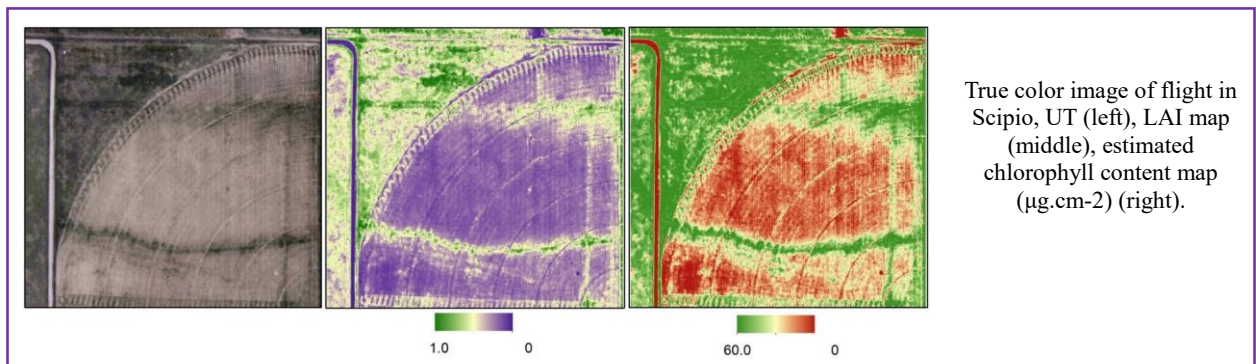 True color image of flight in
Scipio, UT (left), LAI map
(middle), estimated
chlorophyll content map
(µg.cm-2) (right).
1.0 0
60.0 0